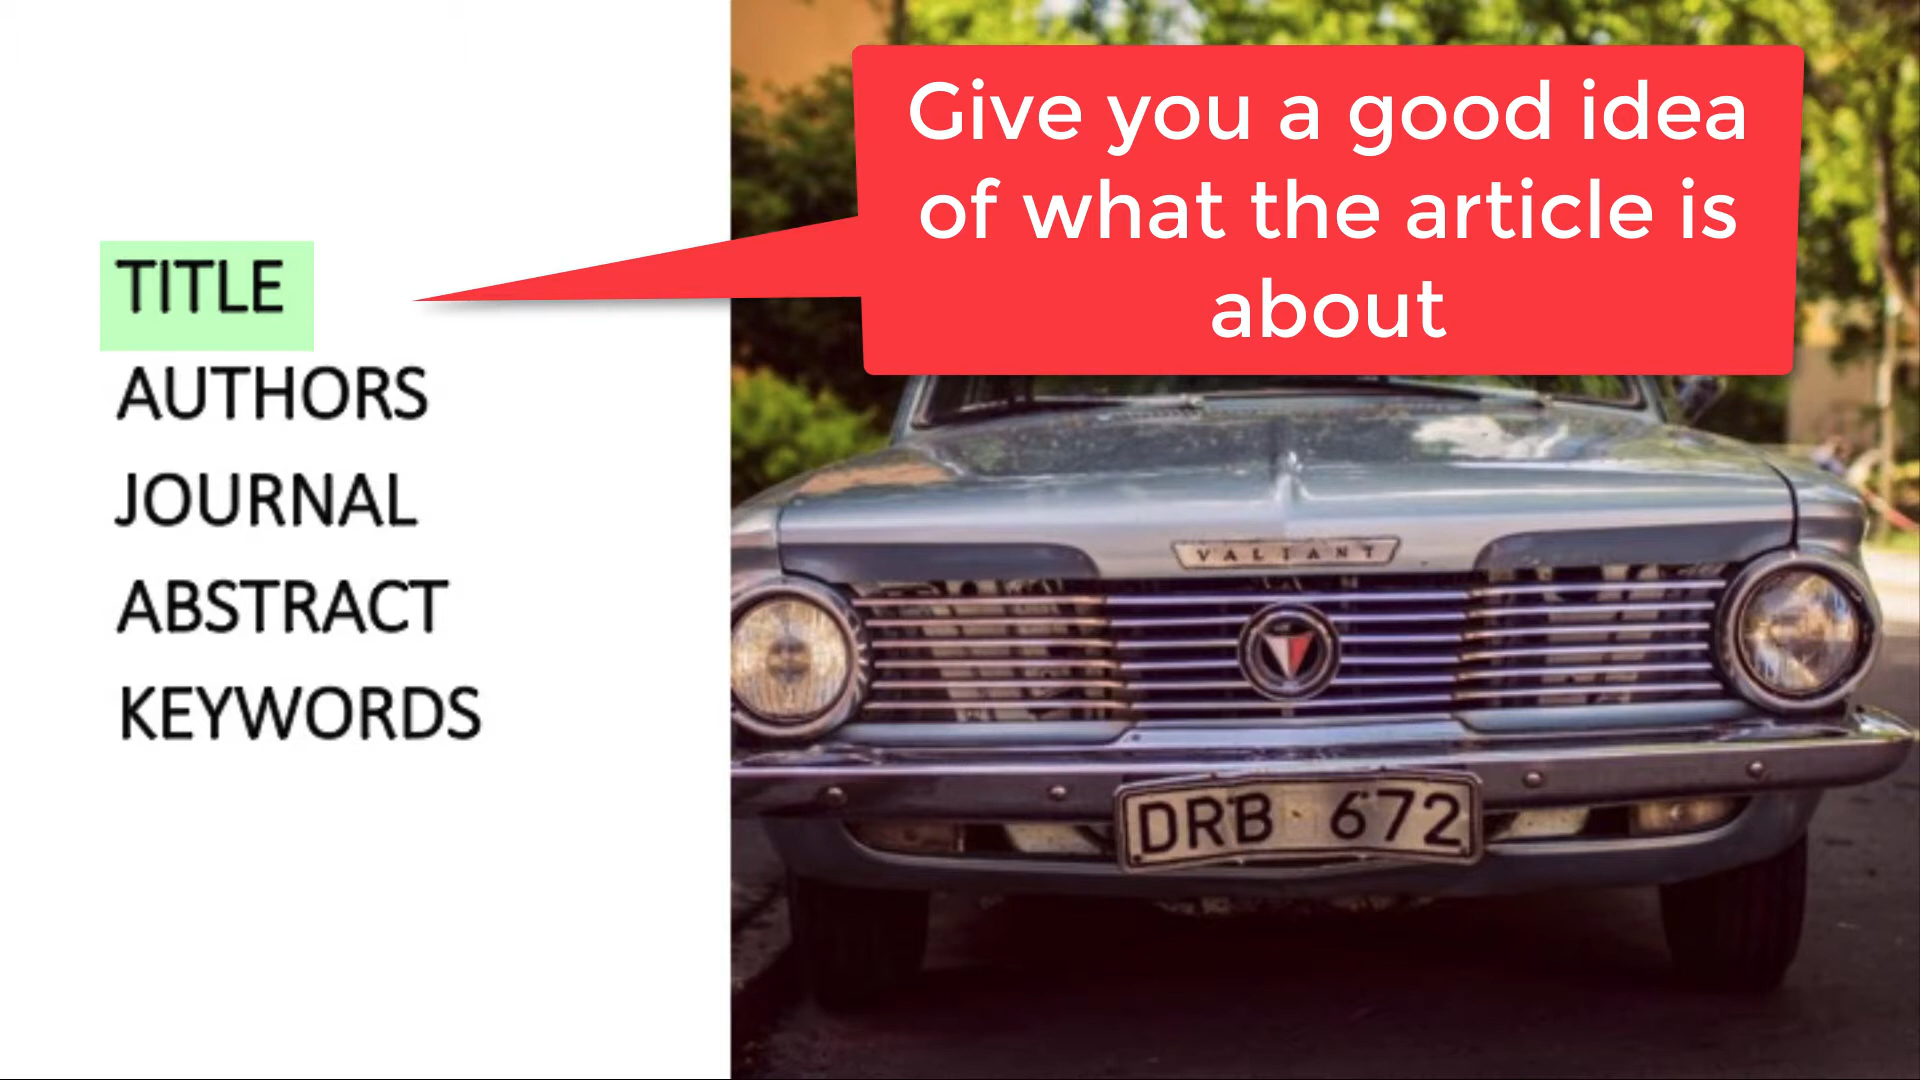 Give you a good idea
of what the article is
about
TITLE
AUTHORS
JOURNAL
ABSTRACT
KEYWORDS
VALIANT
DRB 672